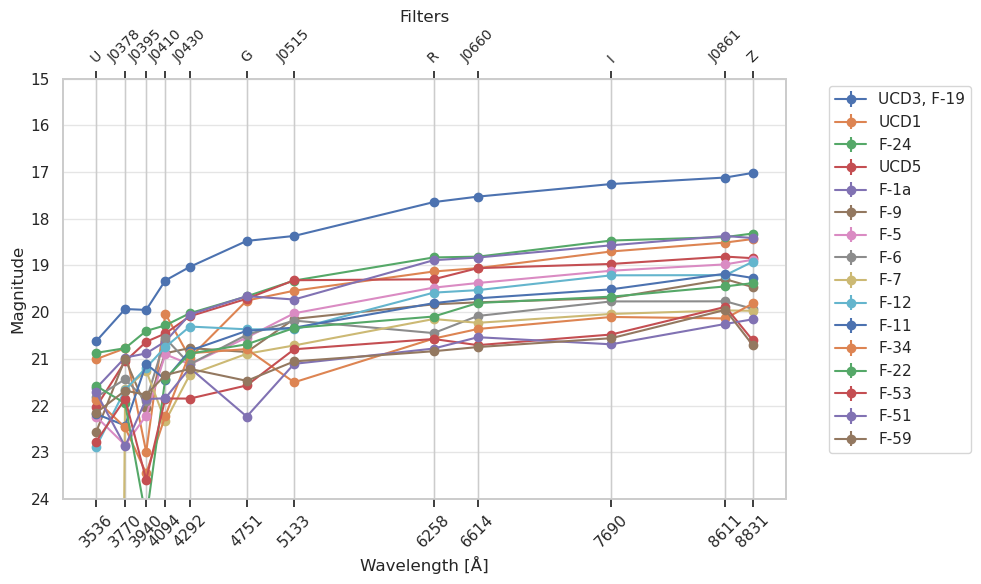 Filters
U J0378 J0395 J0410 J0430 G J0515 R J0660 I J0861 Z
15
16
17
18
19
20
21
22
23
24
Magnitude
3536 3770 3940 4094 4292 4751 5133 6258 6614 7690 8611 8831
Wavelength [Å]
UCD3, F-19
UCD1
F-24
UCD5
F-1a
F-9
F-5
F-6
F-7
F-12
F-11
F-34
F-22
F-53
F-51
F-59